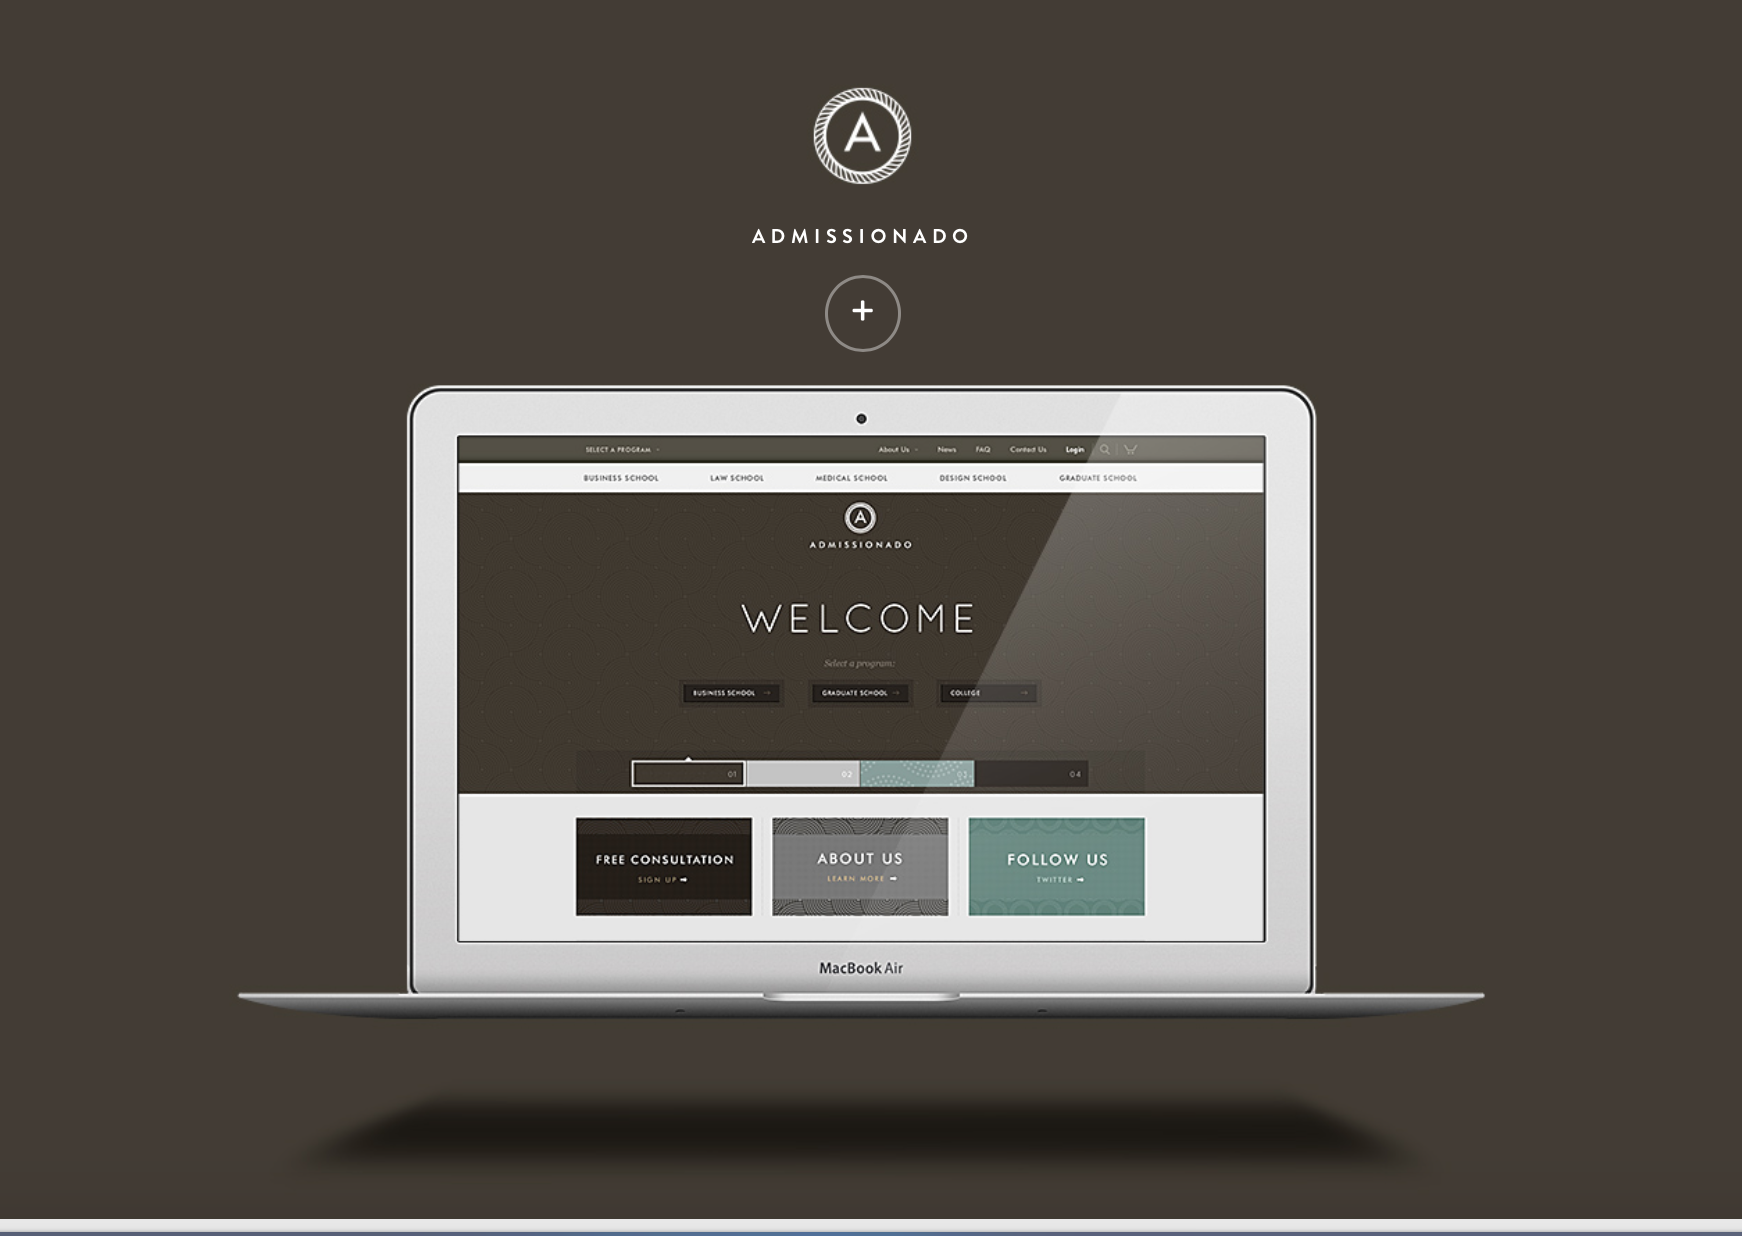 A
ADMISSIONADO
+
SELECT A PROGRAM About Us News FAQ Contact Us Login
BUSINESS SCHOOL LAW SCHOOL MEDICAL SCHOOL DESIGN SCHOOL GRADUATE SCHOOL
A
ADMISSIONADO
WELCOME
Select a program:
BUSINESS SCHOOL → GRADUATE SCHOOL → COLLEGE →
01 02 03 04
FREE CONSULTATION
SIGN UP ➡
ABOUT US
LEARN MORE ➡
FOLLOW US
TWITTER ➡
MacBook Air